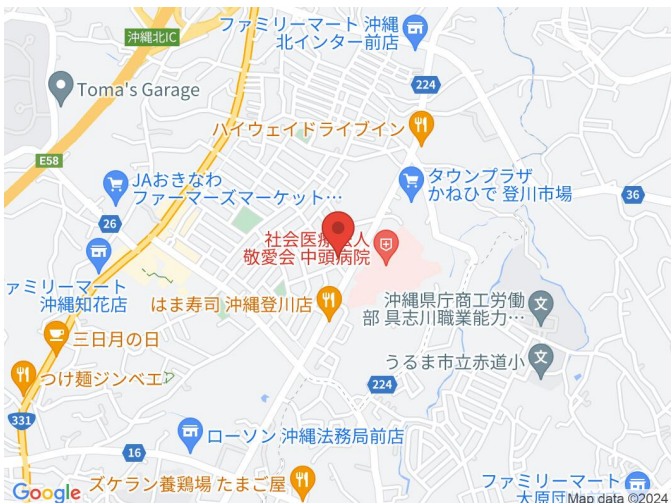 ファミリーマート 沖縄
北インター前店
沖縄北IC
Toma's Garage
224
ハイウェイドライブイン
E58
JAおきなわ
ファーマーズマーケット…
タウンプラザ
かねひで 登川市場
36
26
社会医療法人
敬愛会 中頭病院
ァミリーマート
沖縄知花店
はま寿司 沖縄登川店
沖縄県庁商工労働
部 具志川職業能力…
三日月の日
うるま市立赤道小
つけ麺ジンベエ
224
331
ローソン 沖縄法務局前店
16
ズケラン養鶏場 たまご屋
ファミリーマート
大原団
Google
Map data ©2024